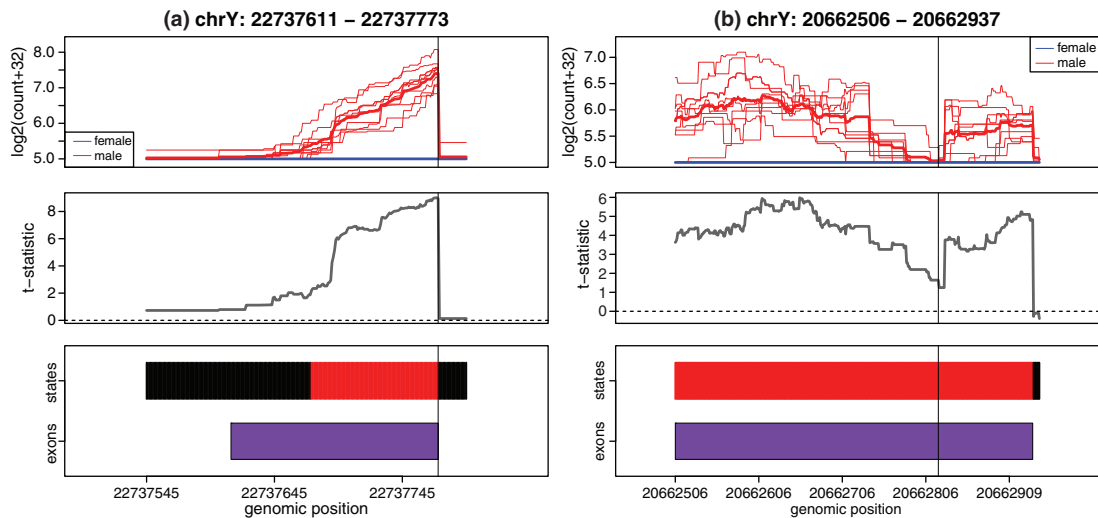 (a) chrY: 22737611 − 22737773
log2(count+32)
8.0
7.0
6.0
5.0
female
male
t−statistic
8
6
4
2
0
states
exons
22737545 22737645 22737745
genomic position
(b) chrY: 20662506 − 20662937
log2(count+32)
7.0
6.5
6.0
5.5
5.0
female
male
t−statistic
6
5
4
3
2
1
0
states
exons
20662506 20662606 20662706 20662806 20662909
genomic position